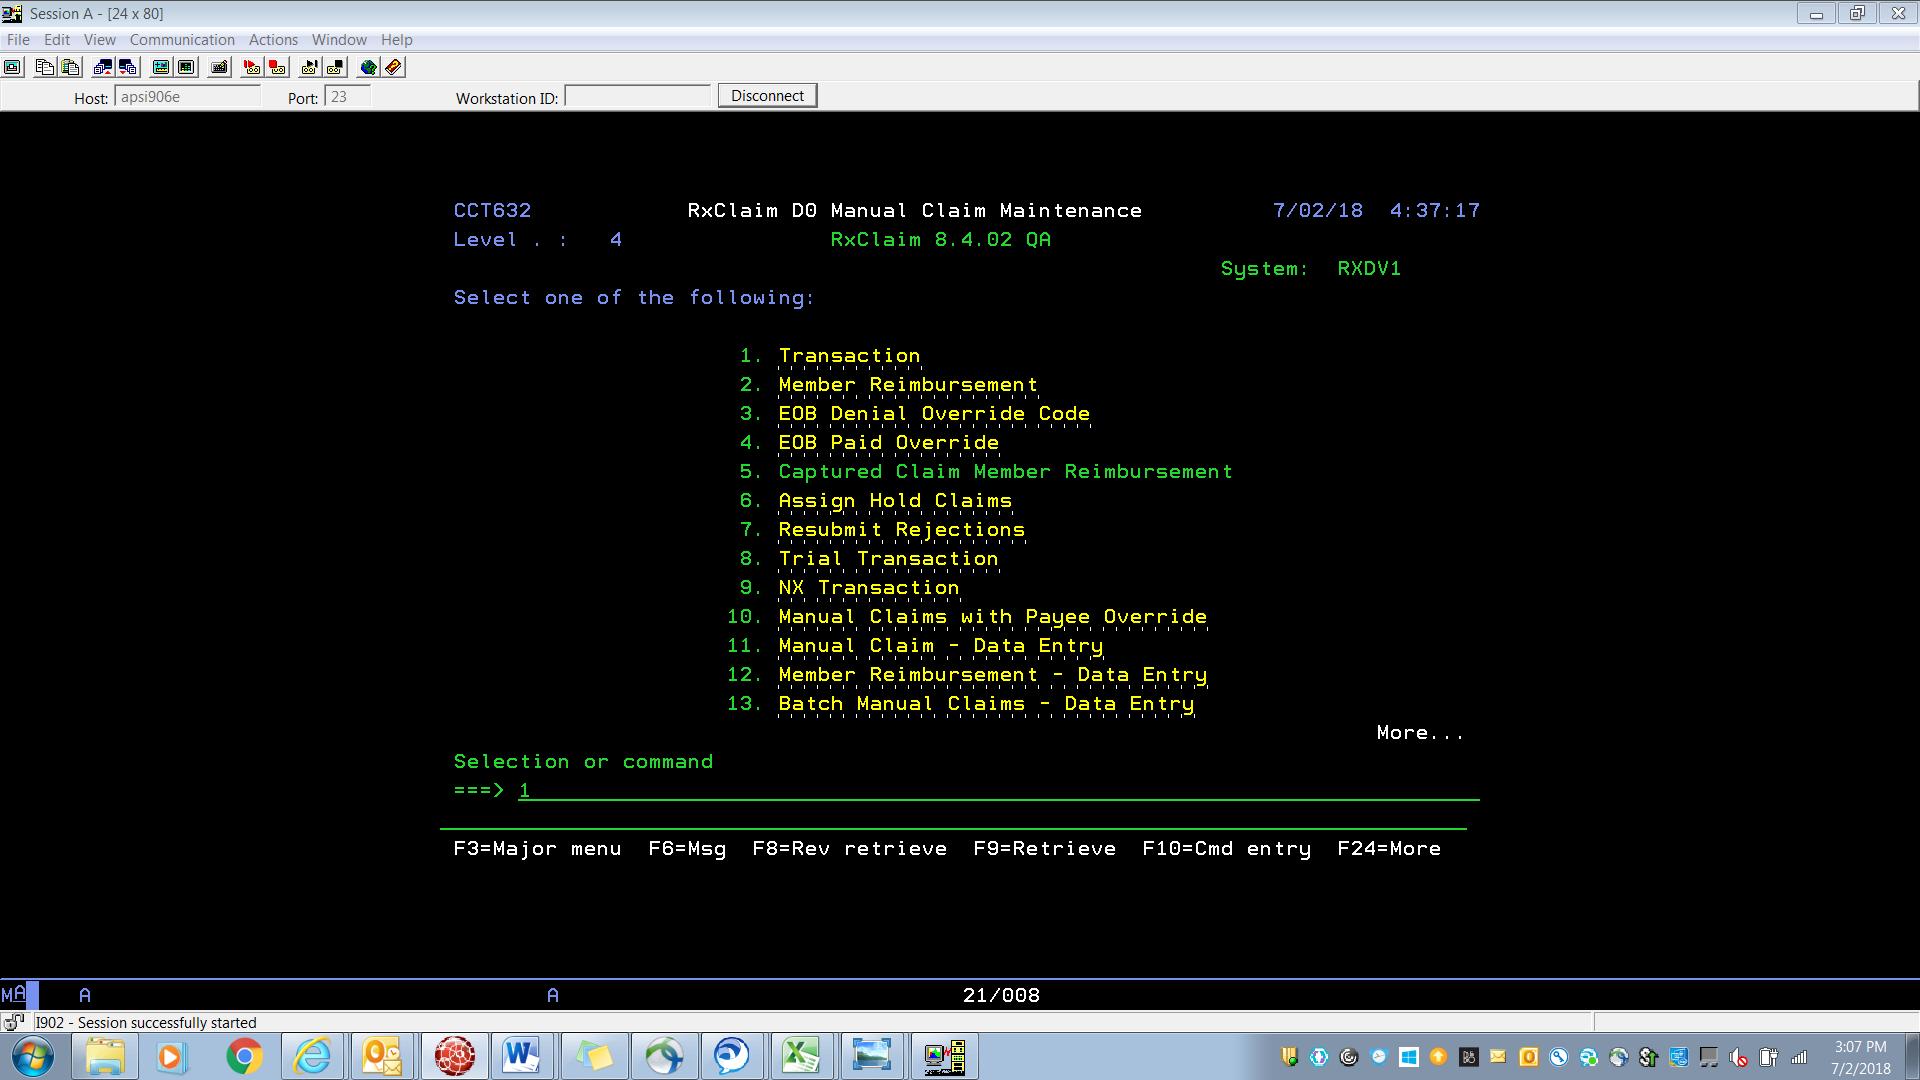 Session A - [24 x 80]
File Edit View Communication Actions Window Help
Host: apsi906e Port: 23 Workstation ID: Disconnect
CCT632 RxClaim D0 Manual Claim Maintenance 7/02/18 4:37:17
Level . : 4 RxClaim 8.4.02 QA
System: RXDV1
Select one of the following:
1. Transaction
2. Member Reimbursement
3. EOB Denial Override Code
4. EOB Paid Override
5. Captured Claim Member Reimbursement
6. Assign Hold Claims
7. Resubmit Rejections
8. Trial Transaction
9. NX Transaction
10. Manual Claims with Payee Override
11. Manual Claim - Data Entry
12. Member Reimbursement - Data Entry
13. Batch Manual Claims - Data Entry
More...
Selection or command
===> 1
F3=Major menu F6=Msg F8=Rev retrieve F9=Retrieve F10=Cmd entry F24=More
MA A A 21/008
I902 - Session successfully started
3:07 PM
7/2/2018